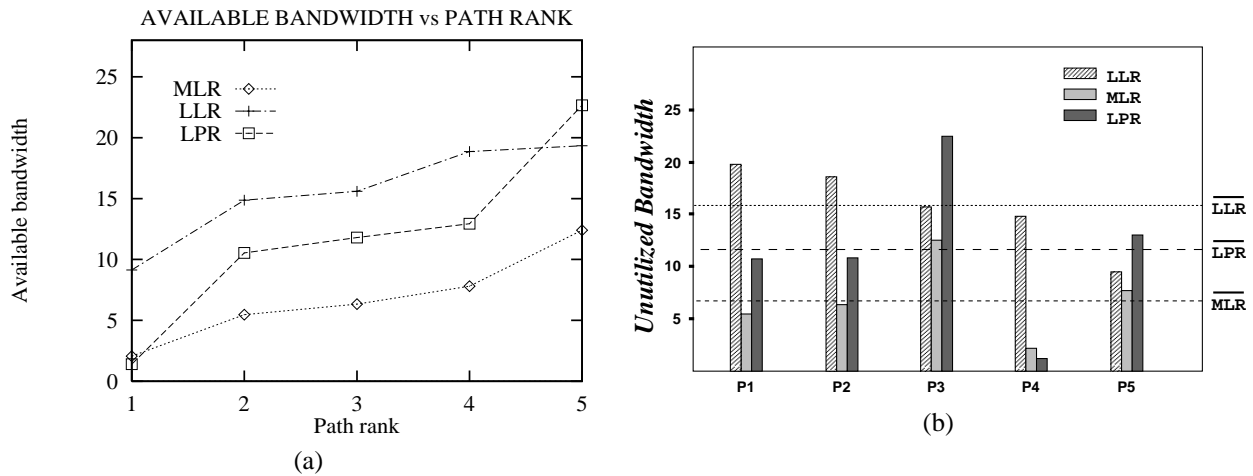 AVAILABLE BANDWIDTH vs PATH RANK
Available bandwidth
25
20
15
10
5
0
MLR
LLR
LPR
1 2 3 4 5
Path rank
(a)
Unutilized Bandwidth
25
20
15
10
5
LLR
MLR
LPR
LLR
LPR
MLR
P1 P2 P3 P4 P5
(b)